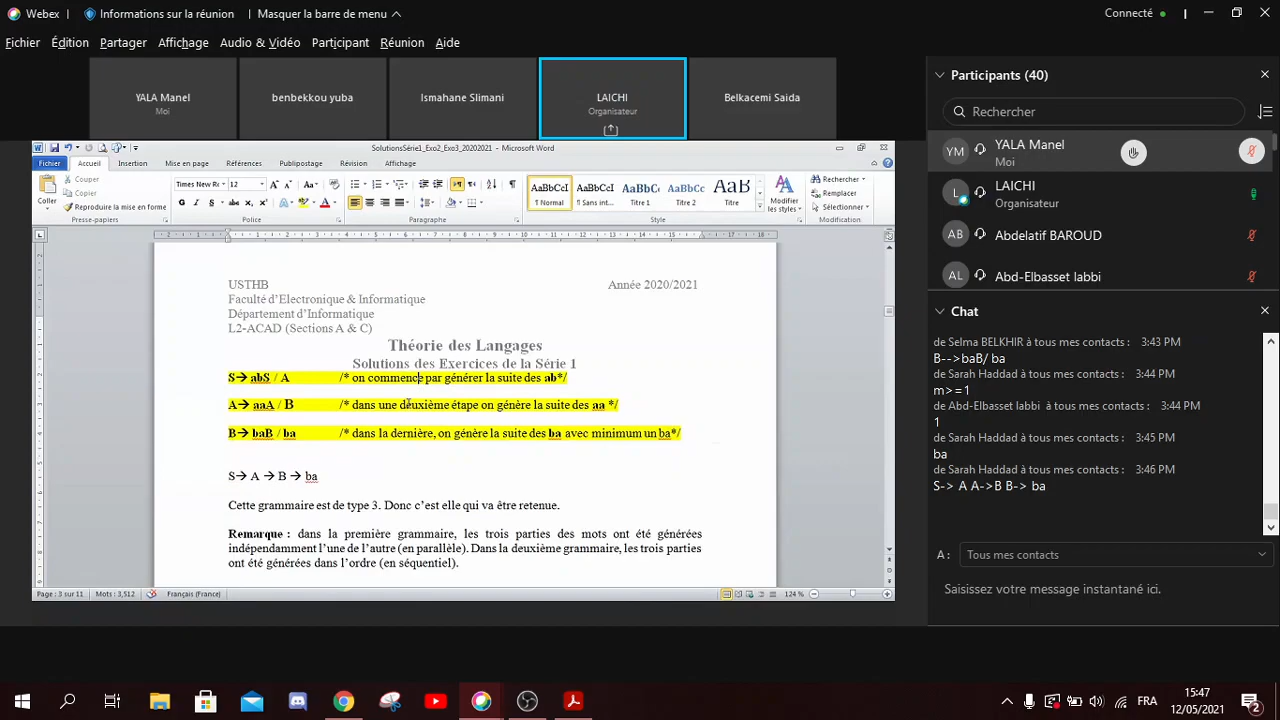 Webex Informations sur la réunion Masquer la barre de menu Connecté
Fichier Édition Partager Affichage Audio & Vidéo Participant Réunion Aide
YALA Manel
Moi
benbekkou yuba
Ismahane Slimani
LAICHI
Organisateur
Belkacemi Saida
SolutionsSérie1_Exo2_Exo3_20202021 - Microsoft Word
Fichier Accueil Insertion Mise en page Références Publipostage Révision Affichage
Coller
Couper
Copier
Reproduire la mise en forme
Presse-papiers
Times New Ro 12
Police
Paragraphe
AaBbCcI AaBbCcI AaBbC AaBbCc AaB
¶ Normal ¶ Sans int... Titre 1 Titre 2 Titre
Style
Modifier
les styles
Rechercher
Remplacer
Sélectionner
Modification
USTHB Année 2020/2021
Faculté d'Electronique & Informatique
Département d'Informatique
L2-ACAD (Sections A & C)
Théorie des Langages
Solutions des Exercices de la Série 1
S→ abS / A /* on commence par générer la suite des ab*/
A→ aaA / B /* dans une deuxième étape on génère la suite des aa */
B→ baB / ba /* dans la dernière, on génère la suite des ba avec minimum un ba*/
S→ A → B → ba
Cette grammaire est de type 3. Donc c'est elle qui va être retenue.
Remarque : dans la première grammaire, les trois parties des mots ont été générées
indépendamment l'une de l'autre (en parallèle). Dans la deuxième grammaire, les trois parties
ont été générées dans l'ordre (en séquentiel).
Page : 3 sur 11 Mots : 3,512 Français (France) 124 %
Participants (40)
Rechercher
YM YALA Manel
Moi
L LAICHI
Organisateur
AB Abdelatif BAROUD
AL Abd-Elbasset labbi
Chat
de Selma BELKHIR à tous mes contacts : 3:43 PM
B-->baB/ ba
m>=1
de Abd-Elbasset labbi à tous mes contacts : 3:44 PM
1
de Sarah Haddad à tous mes contacts : 3:45 PM
ba
de Sarah Haddad à tous mes contacts : 3:46 PM
S-> A A->B B-> ba
A : Tous mes contacts
Saisissez votre message instantané ici.
FRA
15:47
12/05/2021
2